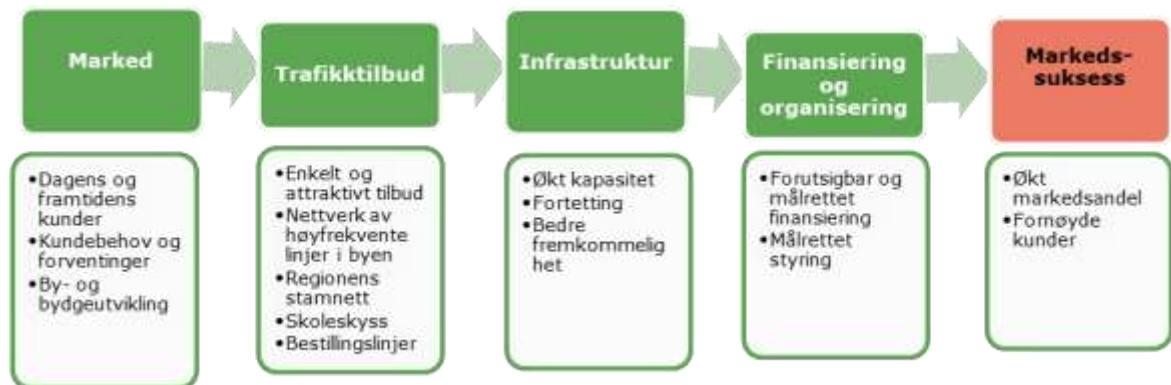 Marked
•Dagens og
framtidens
kunder
•Kundebehov og
forventinger
•By- og
bydgeutvikling
Trafikktilbud
•Enkelt og
attraktivt tilbud
•Nettverk av
høyfrekvente
linjer i byen
•Regionens
stamnett
•Skoleskyss
•Bestillingslinjer
Infrastruktur
•Økt kapasitet
•Fortetting
•Bedre
fremkommelig
het
Finansiering
og
organisering
•Forutsigbar og
målrettet
finansiering
•Målrettet
styring
Markeds-
suksess
•Økt
markedsandel
•Fornøyde
kunder